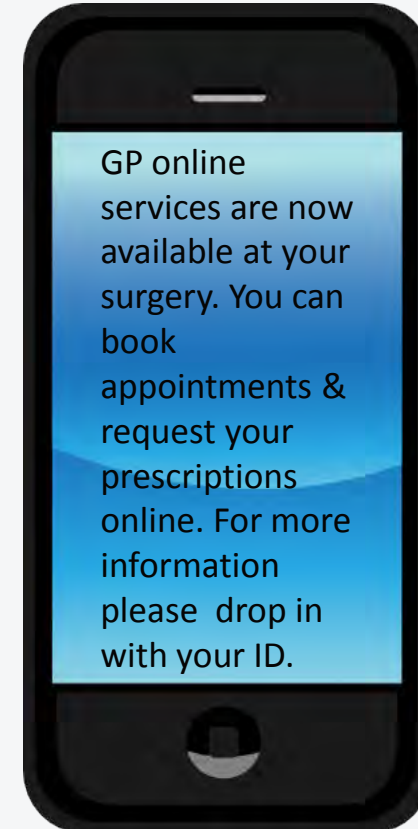 GP online
services are now
available at your
surgery. You can
book
appointments &
request your
prescriptions
online. For more
information
please  drop in
with your ID.